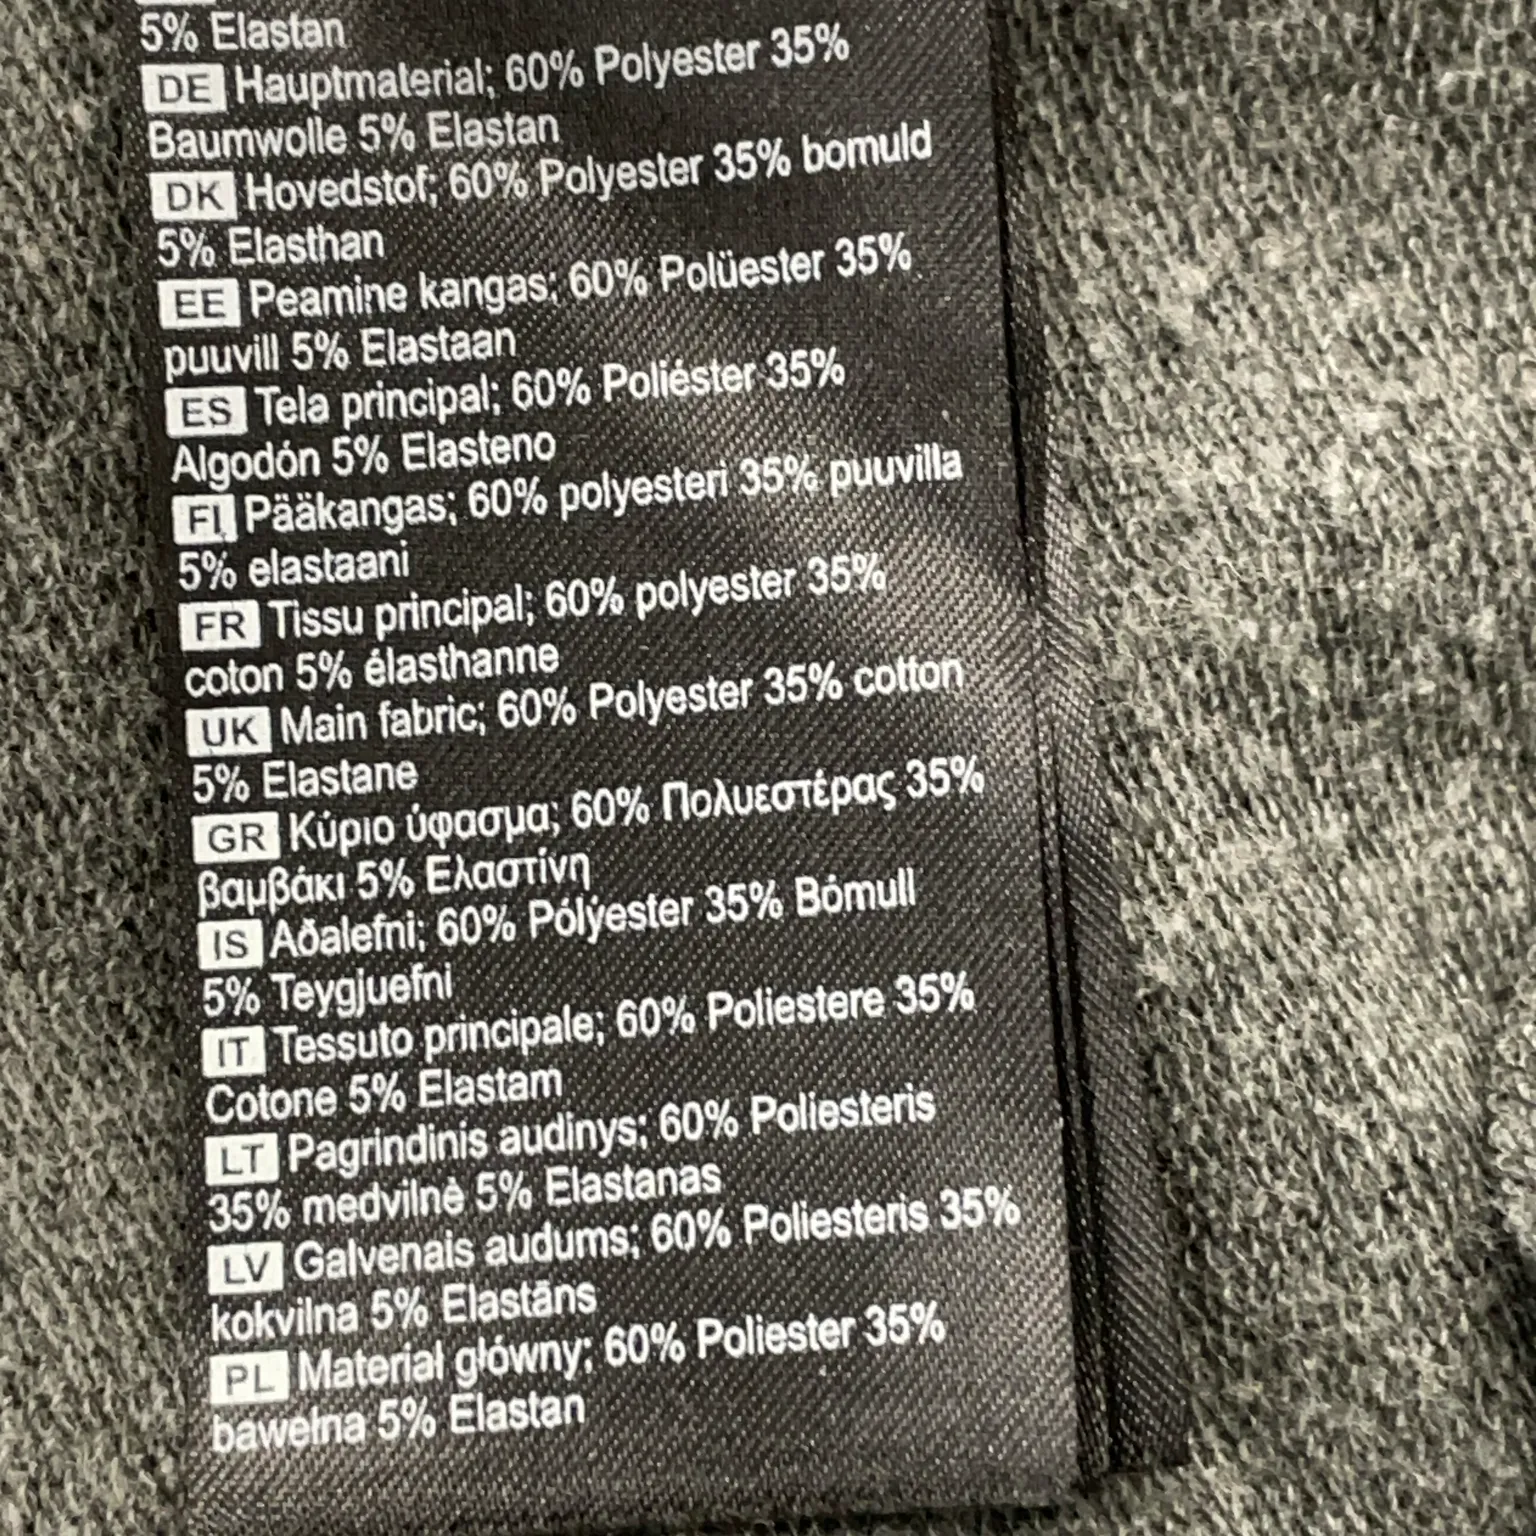 5% Elastan
DE Hauptmaterial; 60% Polyester 35%
Baumwolle 5% Elastan
DK Hovedstof; 60% Polyester 35% bomuld
5% Elasthan
EE Peamine kangas; 60% Polüester 35%
puuvill 5% Elastaan
ES Tela principal; 60% Poliéster 35%
Algodón 5% Elasteno
FI Pääkangas; 60% polyesteri 35% puuvilla
5% elastaani
FR Tissu principal; 60% polyester 35%
coton 5% élasthanne
UK Main fabric; 60% Polyester 35% cotton
5% Elastane
GR Κύριο ύφασμα; 60% Πολυεστέρας 35%
βαμβάκι 5% Ελαστίνη
IS Aðalefni; 60% Pólýester 35% Bómull
5% Teygjuefni
IT Tessuto principale; 60% Poliestere 35%
Cotone 5% Elastam
LT Pagrindinis audinys; 60% Poliesteris
35% medvilnė 5% Elastanas
LV Galvenais audums; 60% Poliesteris 35%
kokvilna 5% Elastāns
PL Materiał główny; 60% Poliester 35%
bawełna 5% Elastan